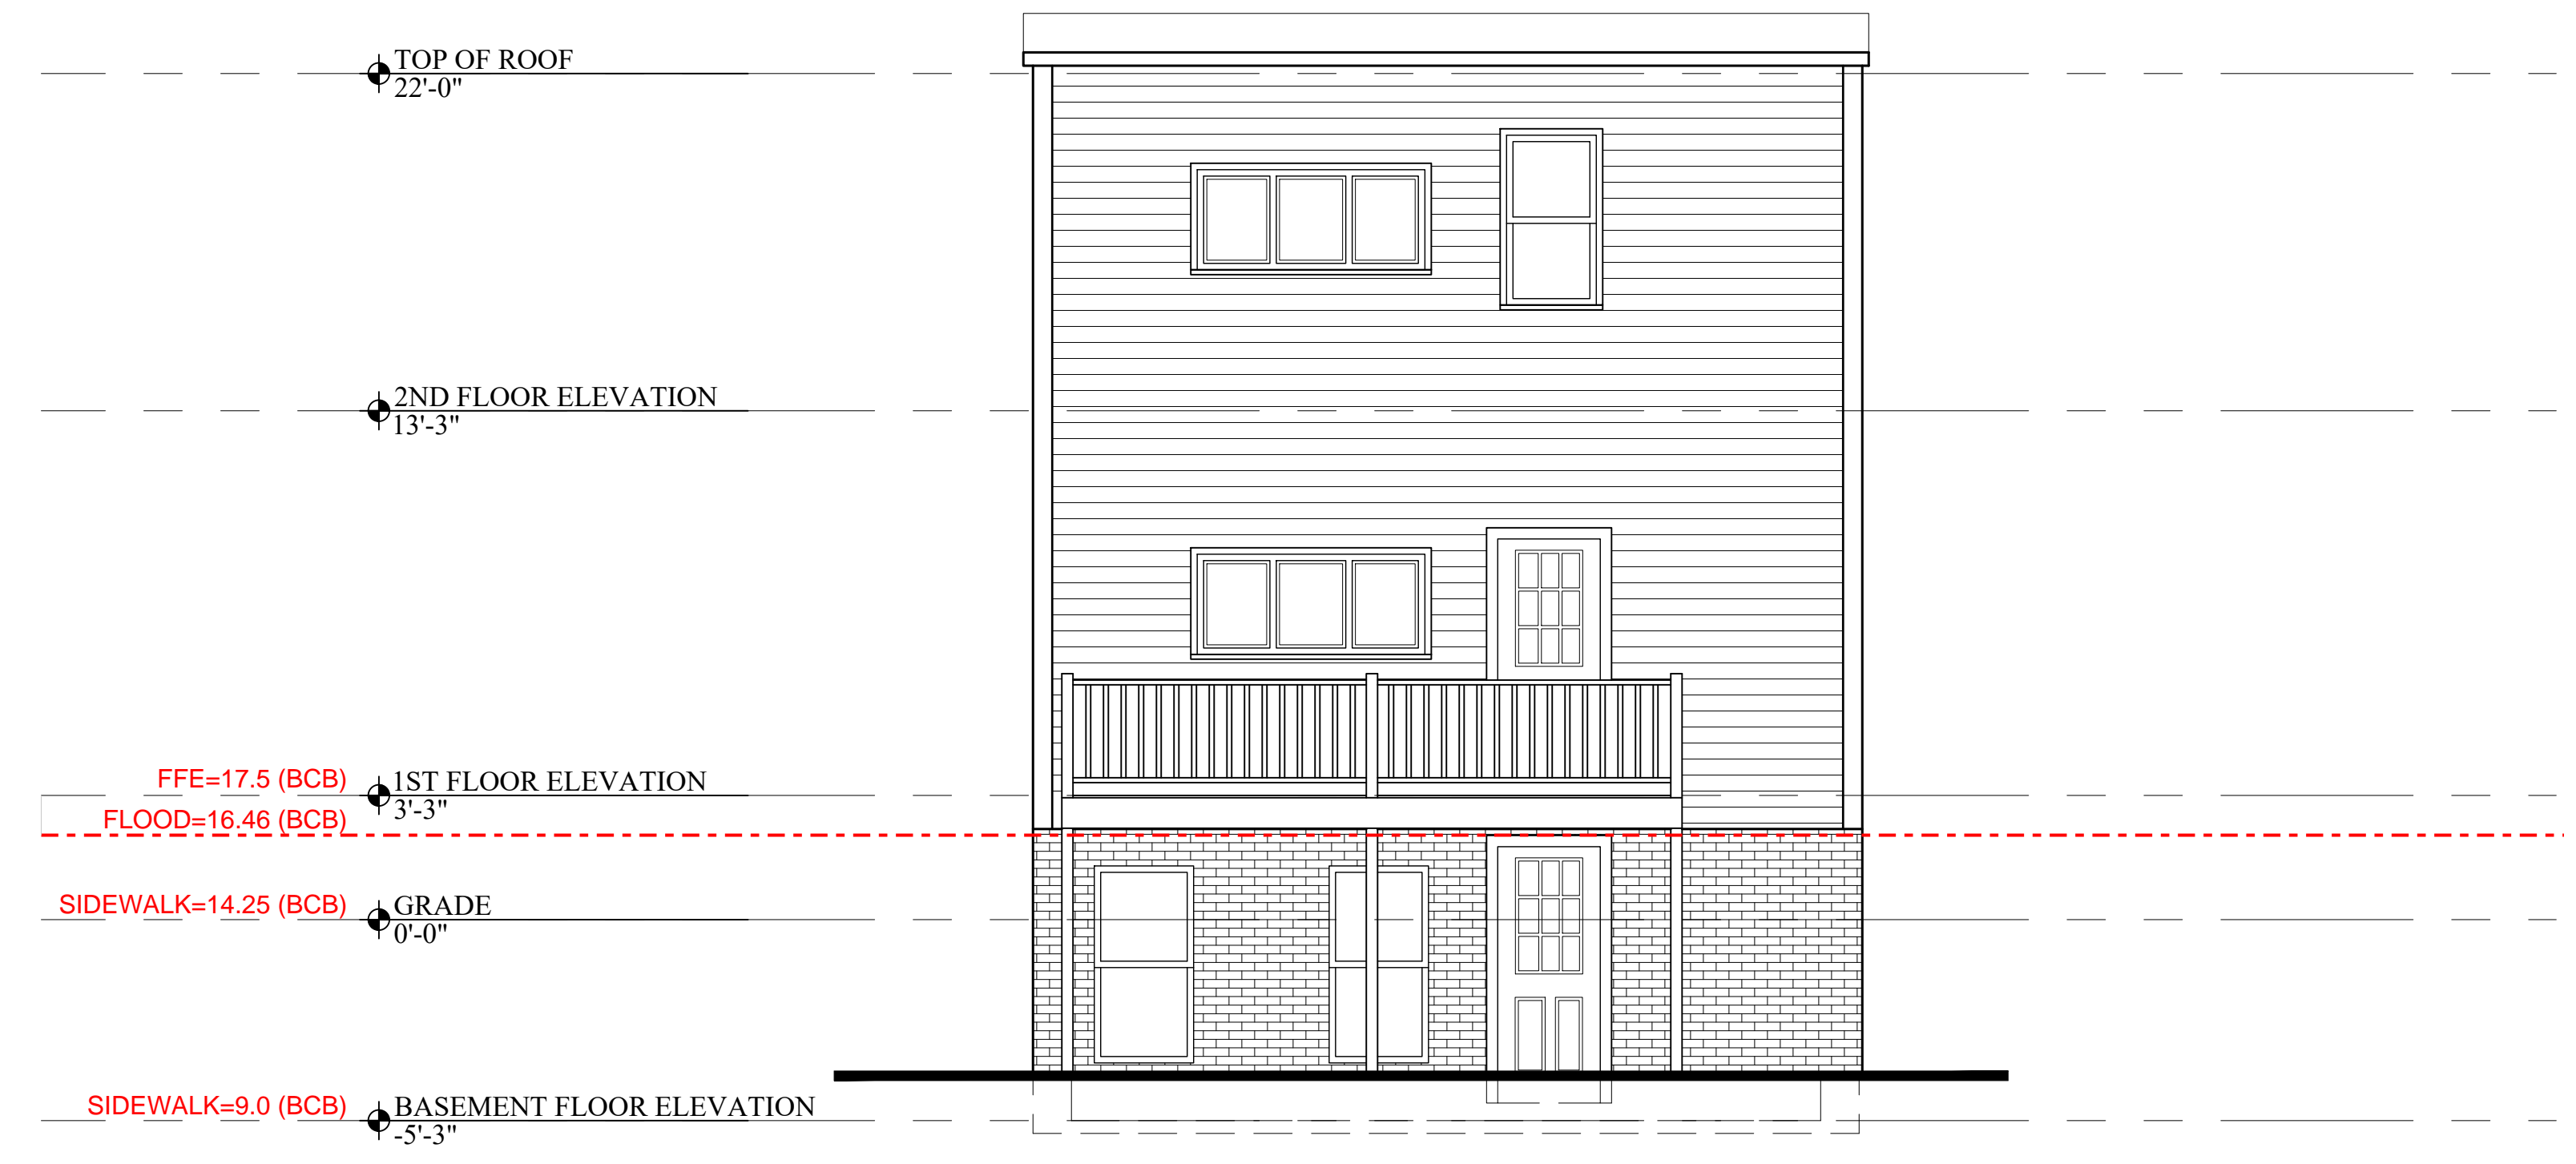 TOP OF ROOF
22'-0"
2ND FLOOR ELEVATION
13'-3"
FFE=17.5 (BCB)
1ST FLOOR ELEVATION
3'-3"
FLOOD=16.46 (BCB)
SIDEWALK=14.25 (BCB)
GRADE
0'-0"
SIDEWALK=9.0 (BCB)
BASEMENT FLOOR ELEVATION
-5'-3"